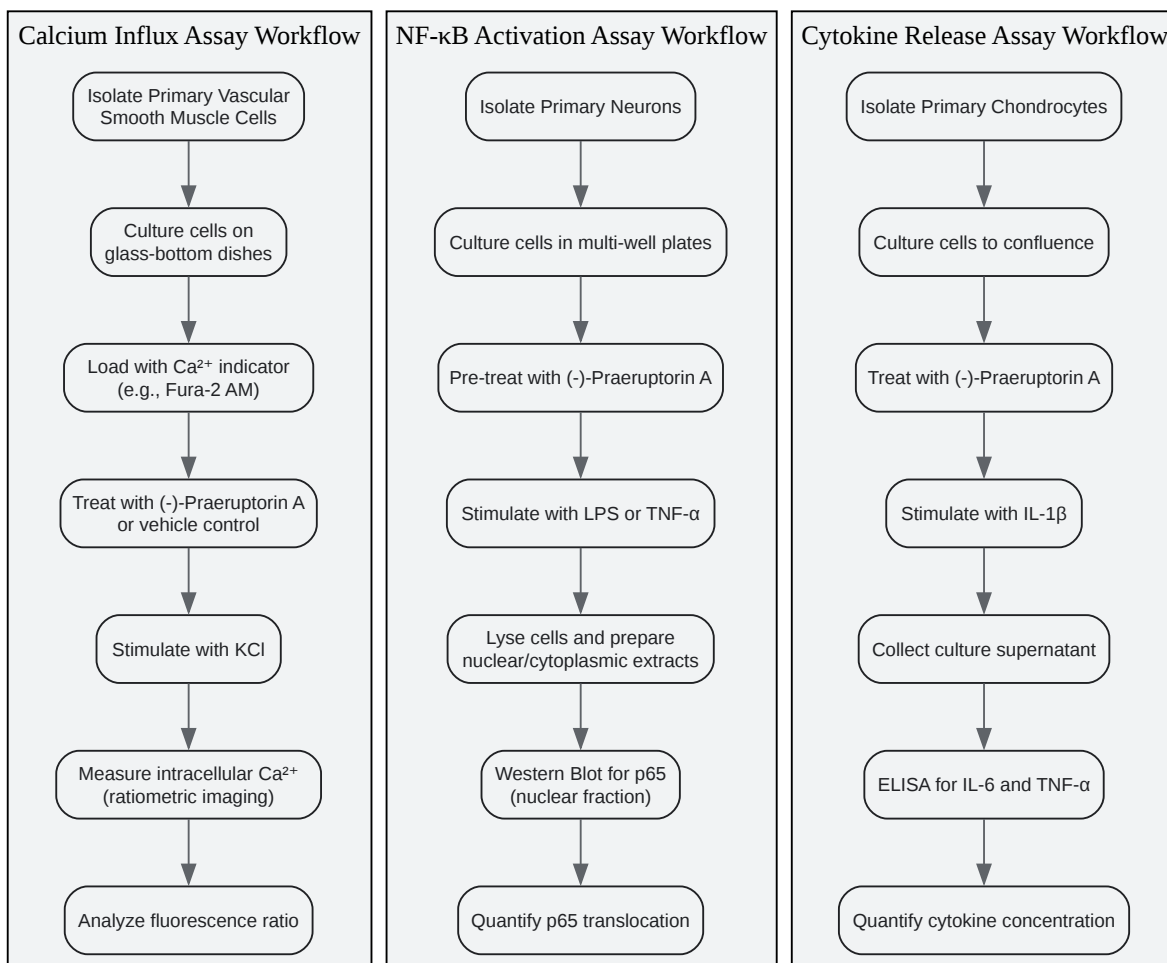 Calcium Influx Assay Workflow
Isolate Primary Vascular
Smooth Muscle Cells
Culture cells on
glass-bottom dishes
Load with Ca²⁺ indicator
(e.g., Fura-2 AM)
Treat with (-)-Praeruptorin A
or vehicle control
Stimulate with KCl
Measure intracellular Ca²⁺
(ratiometric imaging)
Analyze fluorescence ratio
NF-κB Activation Assay Workflow
Isolate Primary Neurons
Culture cells in multi-well plates
Pre-treat with (-)-Praeruptorin A
Stimulate with LPS or TNF-α
Lyse cells and prepare
nuclear/cytoplasmic extracts
Western Blot for p65
(nuclear fraction)
Quantify p65 translocation
Cytokine Release Assay Workflow
Isolate Primary Chondrocytes
Culture cells to confluence
Treat with (-)-Praeruptorin A
Stimulate with IL-1β
Collect culture supernatant
ELISA for IL-6 and TNF-α
Quantify cytokine concentration